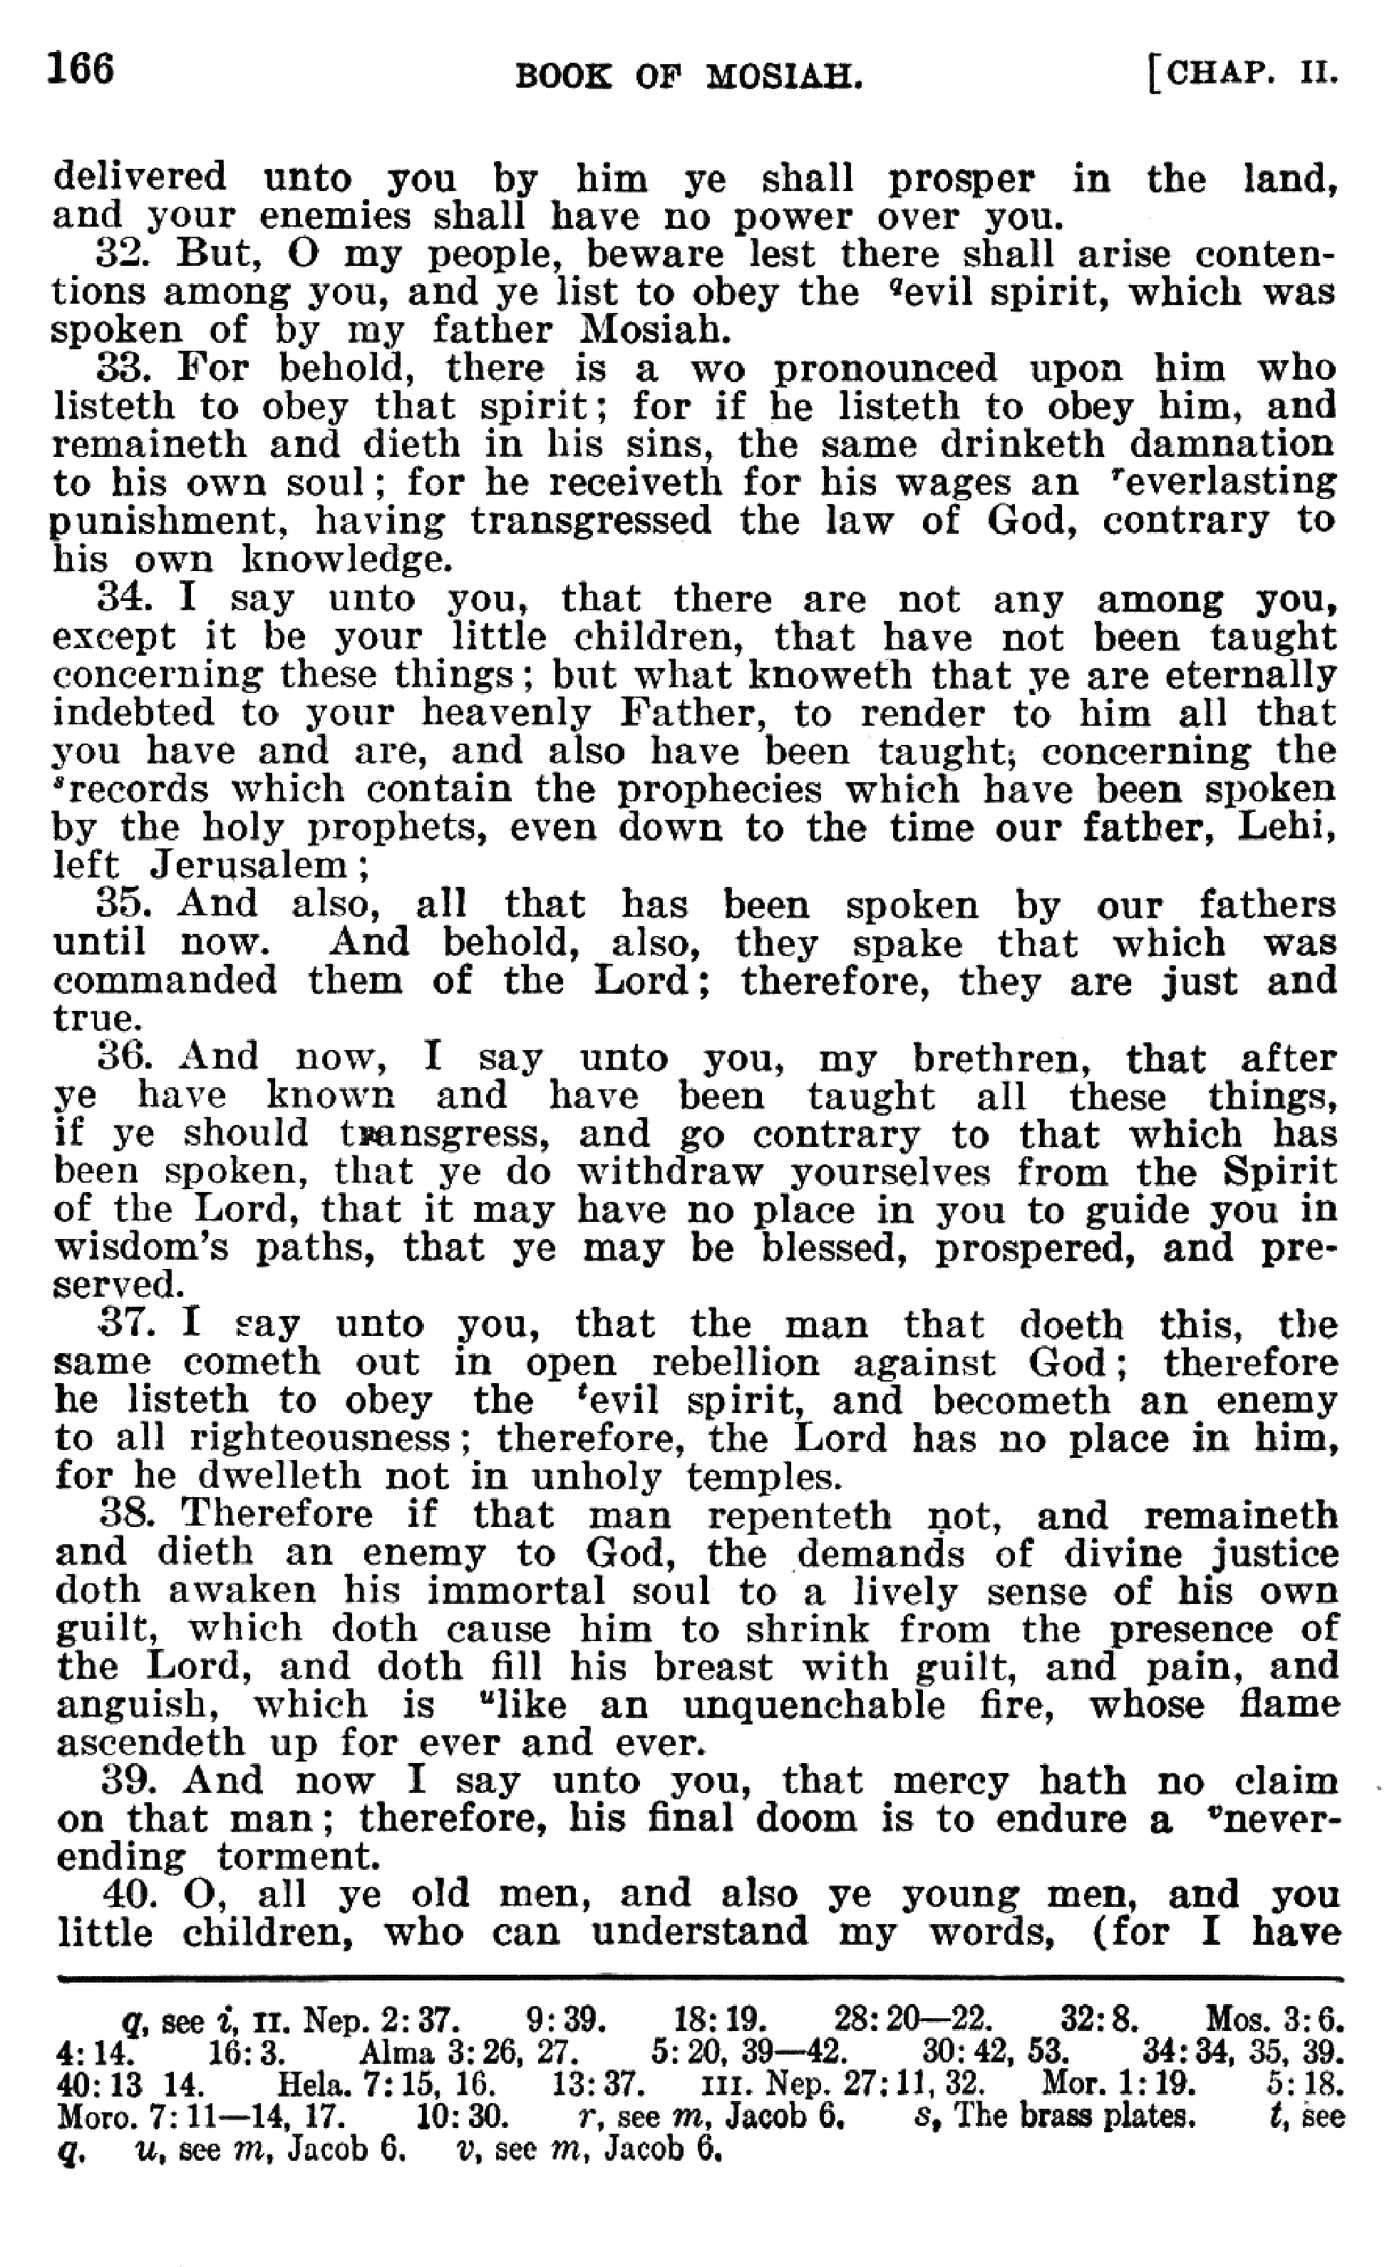 166 BOOK OF MOSIAH. [CHAP. II.
delivered unto you by him ye shall prosper in the land,
and your enemies shall have no power over you.
32. But, O my people, beware lest there shall arise conten-
tions among you, and ye list to obey the qevil spirit, which was
spoken of by my father Mosiah.
33. For behold, there is a wo pronounced upon him who
listeth to obey that spirit; for if he listeth to obey him, and
remaineth and dieth in his sins, the same drinketh damnation
to his own soul; for he receiveth for his wages an reverlasting
punishment, having transgressed the law of God, contrary to
his own knowledge.
34. I say unto you, that there are not any among you,
except it be your little children, that have not been taught
concerning these things; but what knoweth that ye are eternally
indebted to your heavenly Father, to render to him all that
you have and are, and also have been taught; concerning the
srecords which contain the prophecies which have been spoken
by the holy prophets, even down to the time our father, Lehi,
left Jerusalem;
35. And also, all that has been spoken by our fathers
until now. And behold, also, they spake that which was
commanded them of the Lord; therefore, they are just and
true.
36. And now, I say unto you, my brethren, that after
ye have known and have been taught all these things,
if ye should transgress, and go contrary to that which has
been spoken, that ye do withdraw yourselves from the Spirit
of the Lord, that it may have no place in you to guide you in
wisdom's paths, that ye may be blessed, prospered, and pre-
served.
37. I say unto you, that the man that doeth this, the
same cometh out in open rebellion against God; therefore
he listeth to obey the tevil spirit, and becometh an enemy
to all righteousness; therefore, the Lord has no place in him,
for he dwelleth not in unholy temples.
38. Therefore if that man repenteth not, and remaineth
and dieth an enemy to God, the demands of divine justice
doth awaken his immortal soul to a lively sense of his own
guilt, which doth cause him to shrink from the presence of
the Lord, and doth fill his breast with guilt, and pain, and
anguish, which is ulike an unquenchable fire, whose flame
ascendeth up for ever and ever.
39. And now I say unto you, that mercy hath no claim
on that man; therefore, his final doom is to endure a vnever-
ending torment.
40. O, all ye old men, and also ye young men, and you
little children, who can understand my words, (for I have
q, see i, II. Nep. 2:37. 9:39. 18:19. 28:20—22. 32:8. Mos. 3:6.
4:14. 16:3. Alma 3:26, 27. 5:20, 39—42. 30:42, 53. 34:34, 35, 39.
40:13 14. Hela. 7:15, 16. 13:37. III. Nep. 27:11, 32. Mor. 1:19. 5:18.
Moro. 7:11—14, 17. 10:30. r, see m, Jacob 6. s, The brass plates. t, see
q. u, see m, Jacob 6. v, see m, Jacob 6.